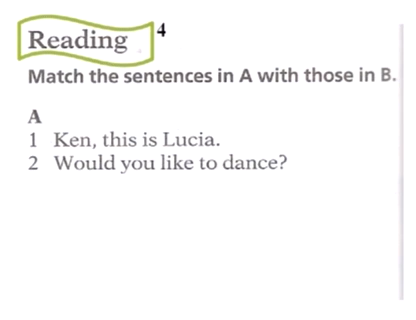 Reading 4
Match the sentences in A with those in B.
A
1 Ken, this is Lucia.
2 Would you like to dance?